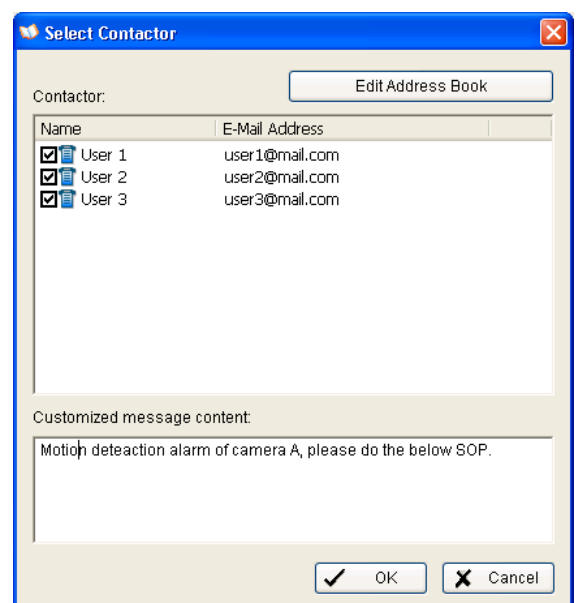 Select Contactor
Edit Address Book
Contactor:
Name E-Mail Address
User 1 user1@mail.com
User 2 user2@mail.com
User 3 user3@mail.com
Customized message content:
Motion deteaction alarm of camera A, please do the below SOP.
OK Cancel